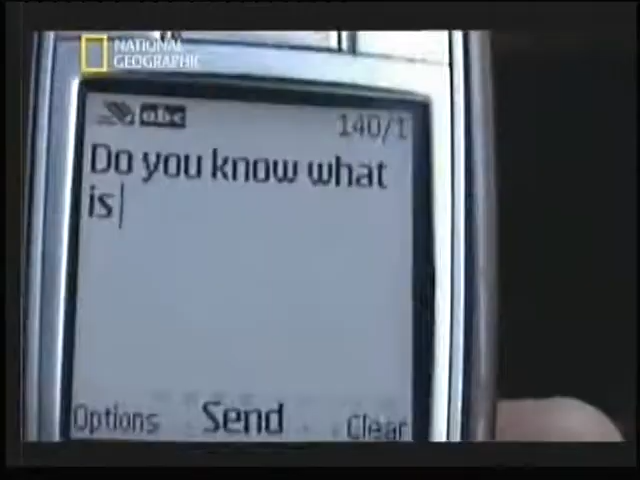 NATIONAL
GEOGRAPHIC
abc
140/1
Do you know what
is
Options Send Clear